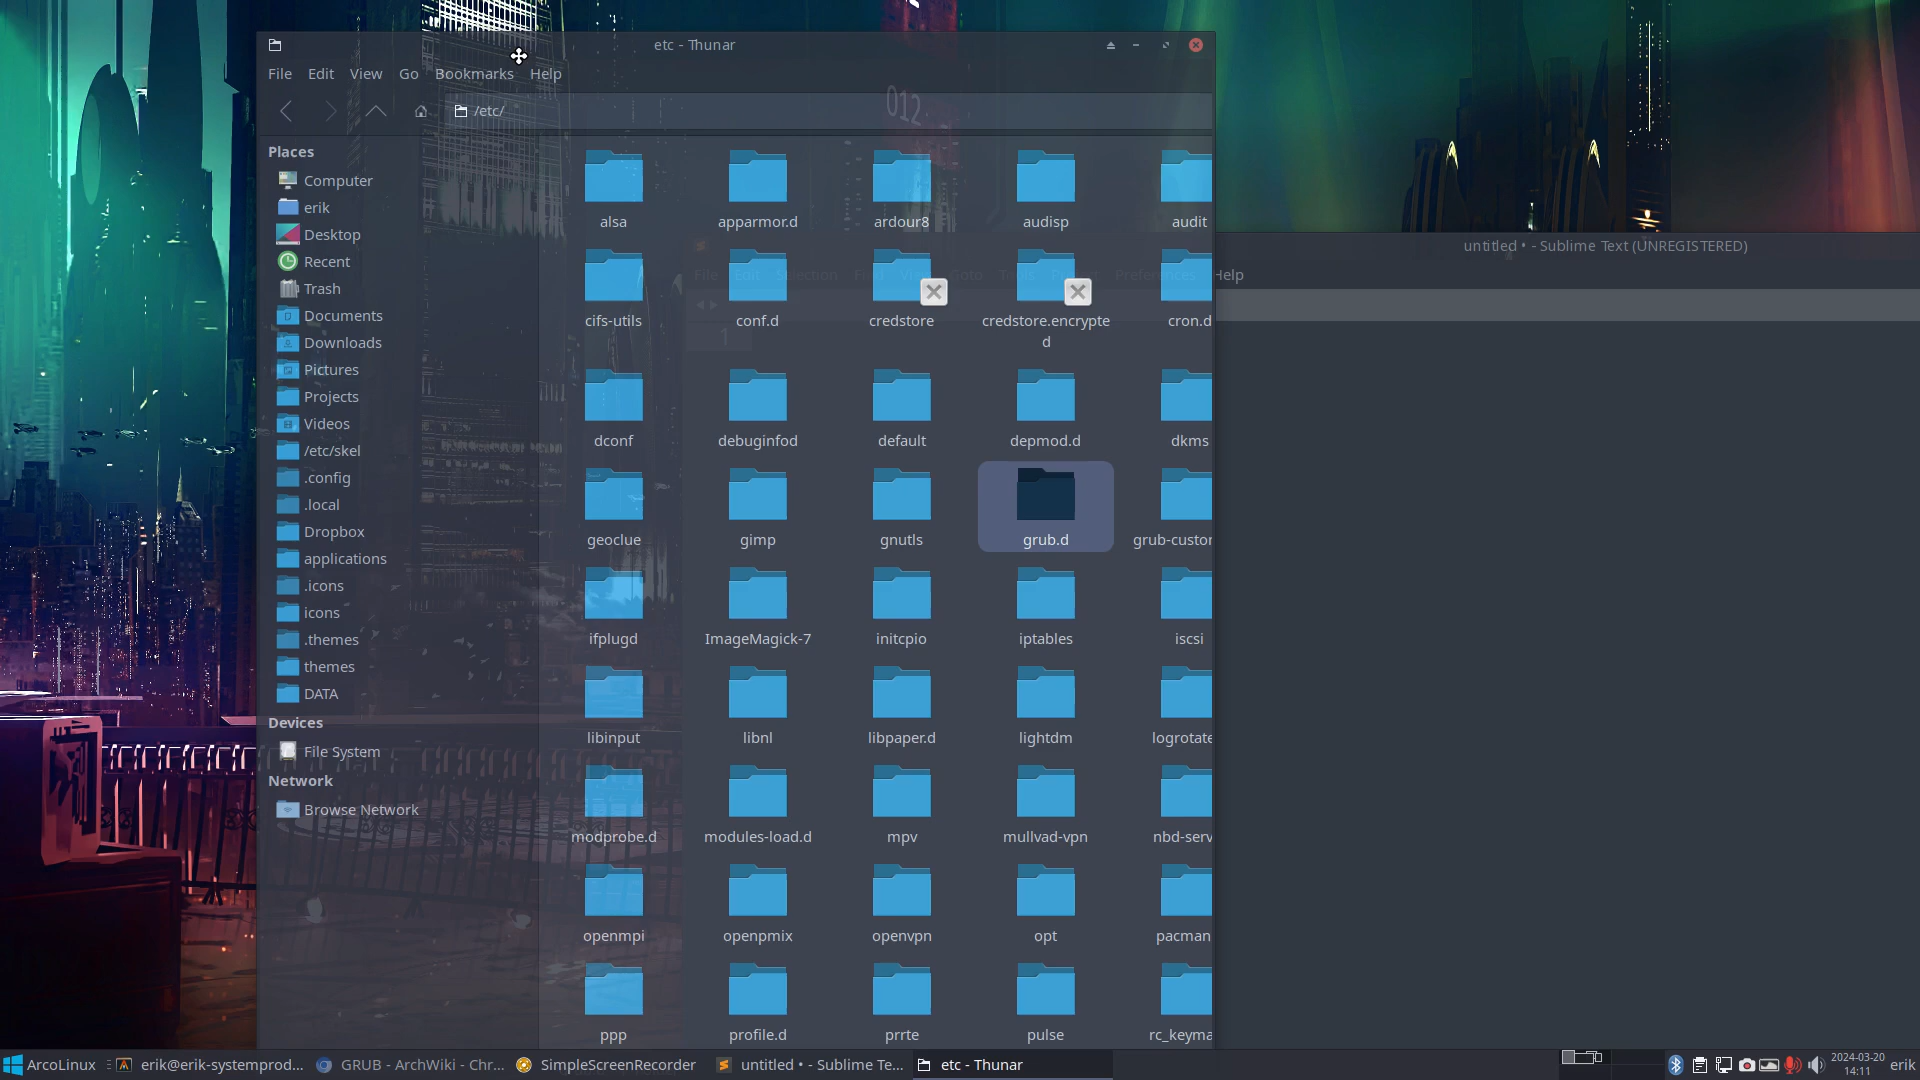 etc - Thunar
File Edit View Go Bookmarks Help
/etc/
012
Places
Computer
erik
Desktop
Recent
Trash
Documents
Downloads
Pictures
Projects
Videos
/etc/skel
.config
.local
Dropbox
applications
.icons
icons
.themes
themes
DATA
Devices
File System
Network
Browse Network
alsa apparmor.d ardour8 audisp audit
cifs-utils conf.d credstore credstore.encrypte cron.d
d
dconf debuginfod default depmod.d dkms
geoclue gimp gnutls grub.d grub-custor
ifplugd ImageMagick-7 initcpio iptables iscsi
libinput libnl libpaper.d lightdm logrotate
modprobe.d modules-load.d mpv mullvad-vpn nbd-serv
openmpi openpmix openvpn opt pacman
ppp profile.d prrte pulse rc_keyma
untitled • - Sublime Text (UNREGISTERED)
File Edit Selection Find View Goto Preferences Help
1
ArcoLinux erik@erik-systemprod... GRUB - ArchWiki - Chr... SimpleScreenRecorder untitled • - Sublime Te... etc - Thunar
2024-03-20
14:11
erik